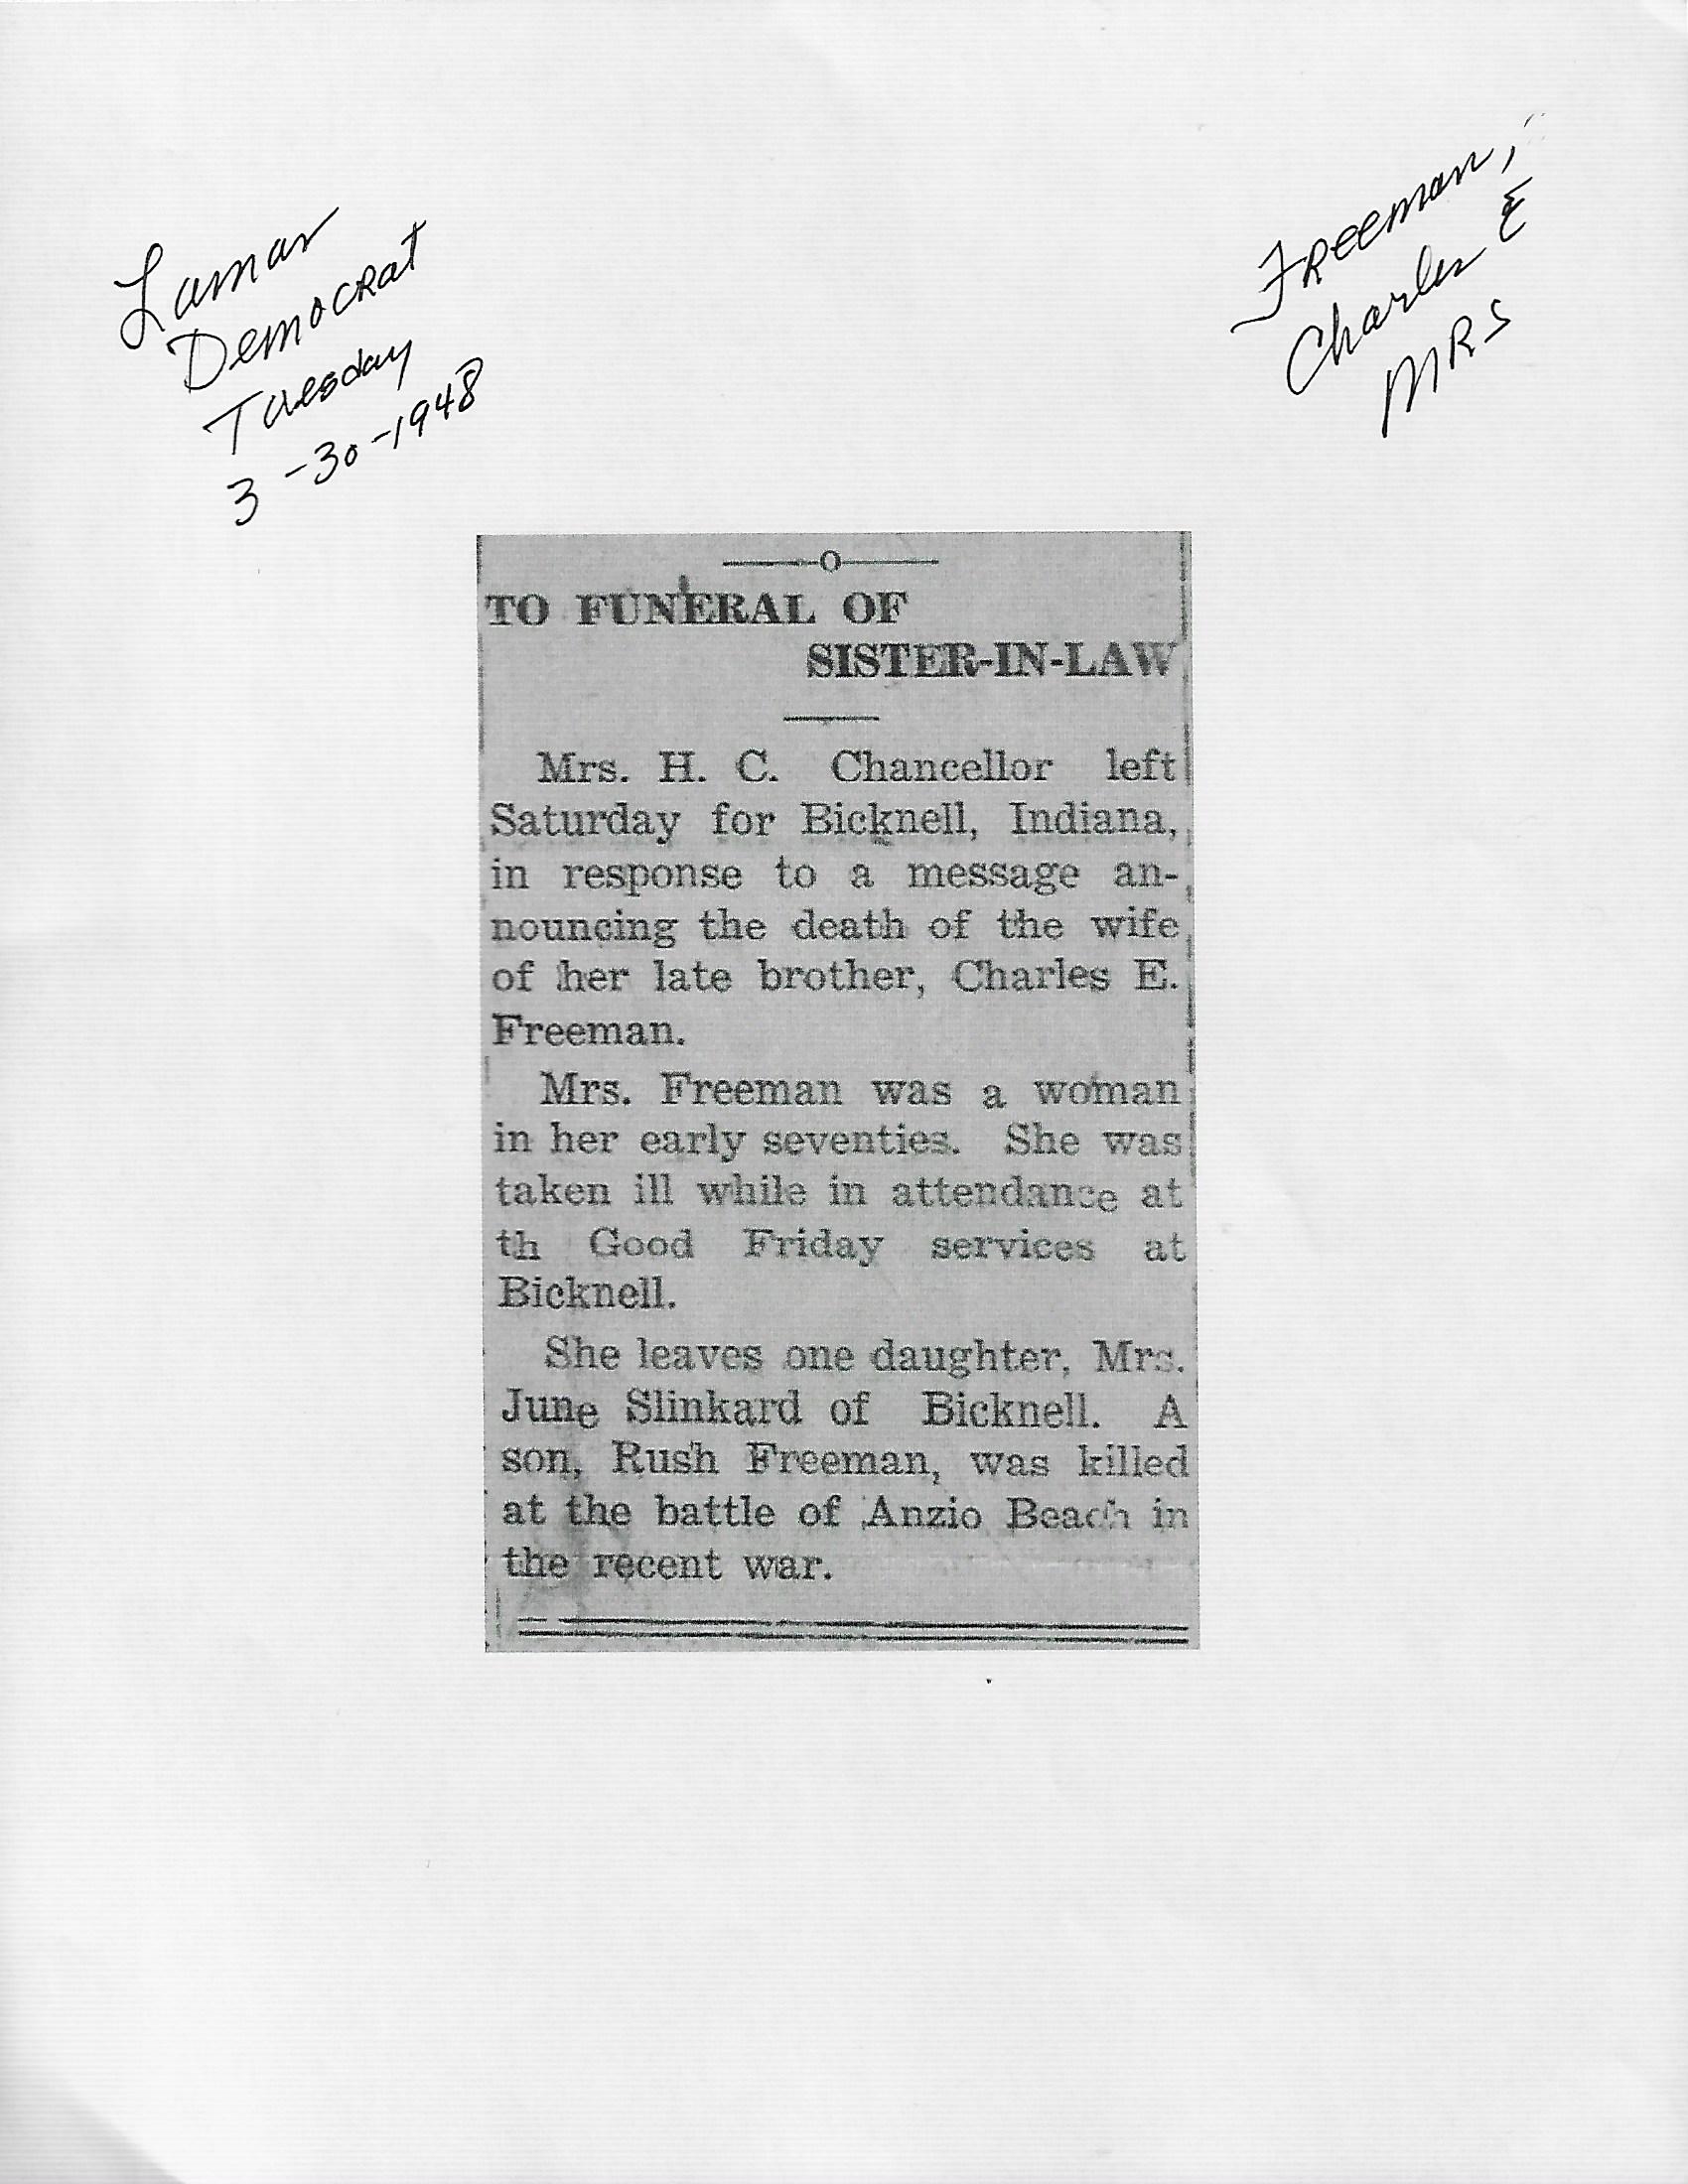 Lamar
Democrat
Tuesday
3-30-1948
Freeman,
Charles E
MRS
O
TO FUNERAL OF
SISTER-IN-LAW
Mrs. H. C. Chancellor left
Saturday for Bicknell, Indiana,
in response to a message an-
nouncing the death of the wife
of her late brother, Charles E.
Freeman.
Mrs. Freeman was a woman
in her early seventies. She was
taken ill while in attendance at
th Good Friday services at
Bicknell.
She leaves one daughter, Mrs.
June Slinkard of Bicknell. A
son, Rush Freeman, was killed
at the battle of Anzio Beach in
the recent war.